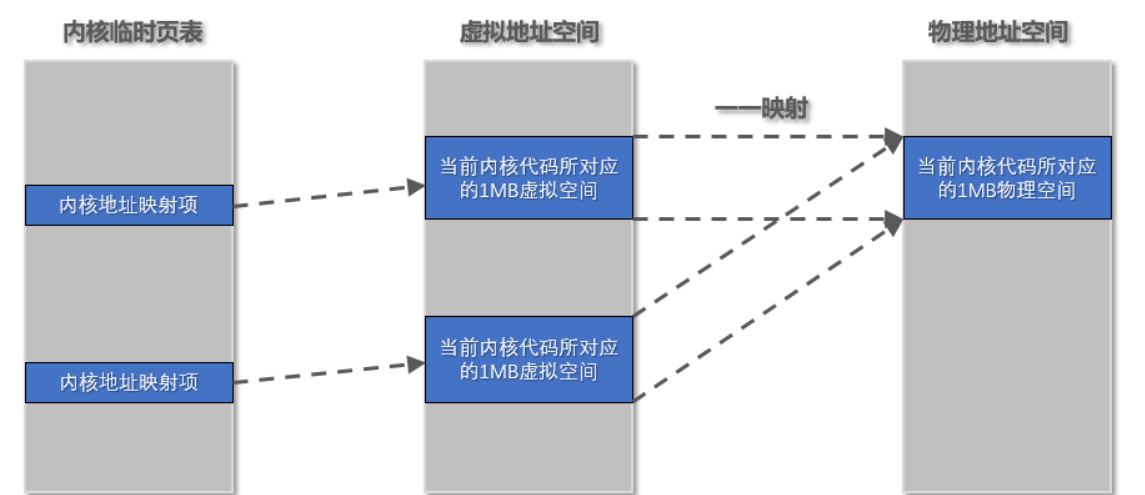 内核临时页表
虚拟地址空间
物理地址空间
一一映射
当前内核代码所对应
的1MB虚拟空间
当前内核代码所对应
的1MB物理空间
内核地址映射项
当前内核代码所对应
的1MB虚拟空间
内核地址映射项